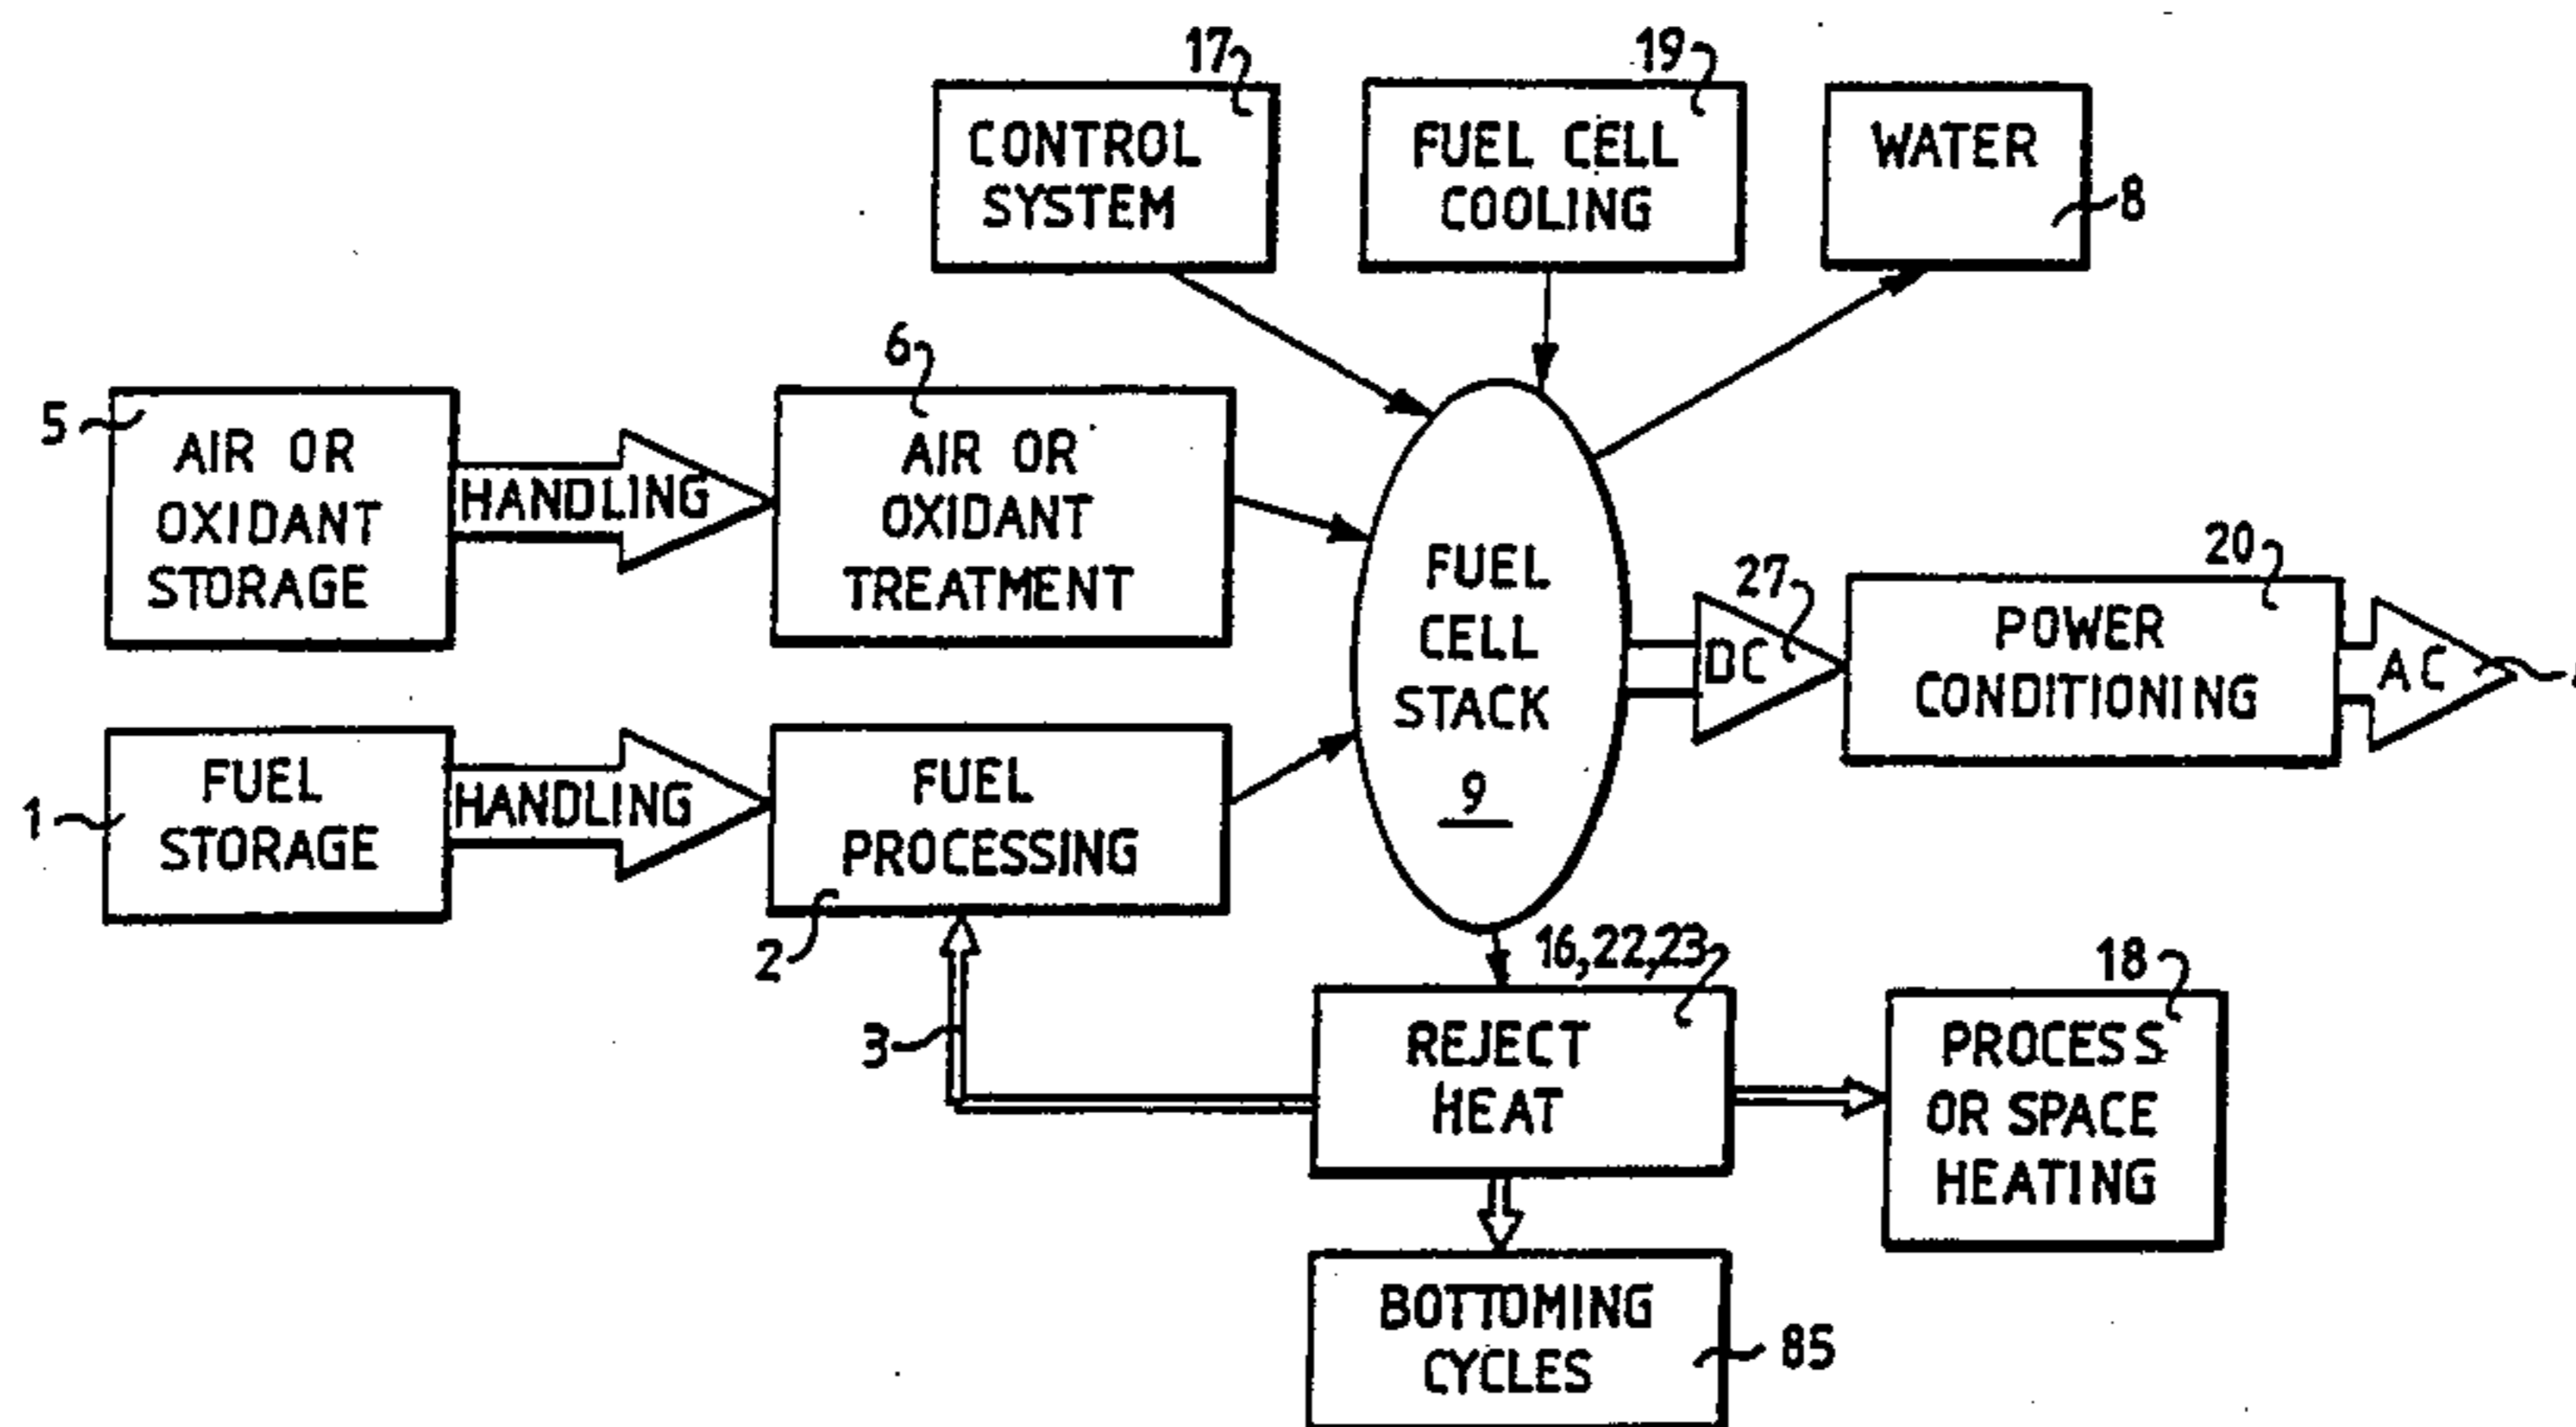 17
CONTROL
SYSTEM
19
FUEL CELL
COOLING
WATER
8
5
AIR OR
OXIDANT
STORAGE
HANDLING
6
AIR OR
OXIDANT
TREATMENT
1
FUEL
STORAGE
HANDLING
FUEL
PROCESSING
2
FUEL
CELL
STACK
9
DC
27
20
POWER
CONDITIONING
AC
3
16,22,23
REJECT
HEAT
18
PROCESS
OR SPACE
HEATING
BOTTOMING
CYCLES
85